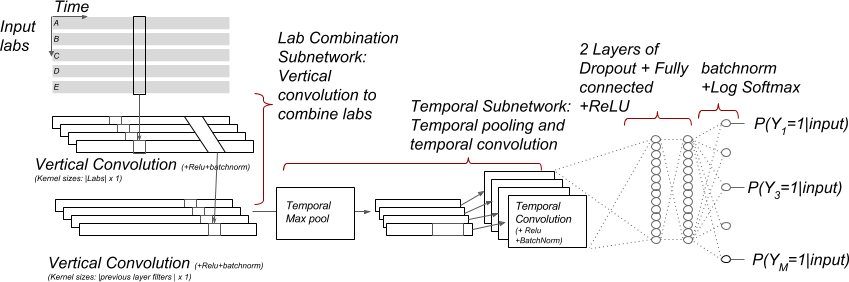 Time
Input
labs
A
B
C
D
E
Vertical Convolution (+Relu+batchnorm)
(Kernel sizes: |Labs| x 1)
Vertical Convolution (+Relu+batchnorm)
(Kernel sizes: |previous layer filters | x 1)
Lab Combination
Subnetwork:
Vertical
convolution to
combine labs
Temporal
Max pool
Temporal Subnetwork:
Temporal pooling and
temporal convolution
Temporal
Convolution
(+ Relu
+BatchNorm)
2 Layers of
Dropout + Fully
connected
+ReLU
batchnorm
+Log Softmax
P(Y1=1|input)
P(Y3=1|input)
P(YM=1|input)